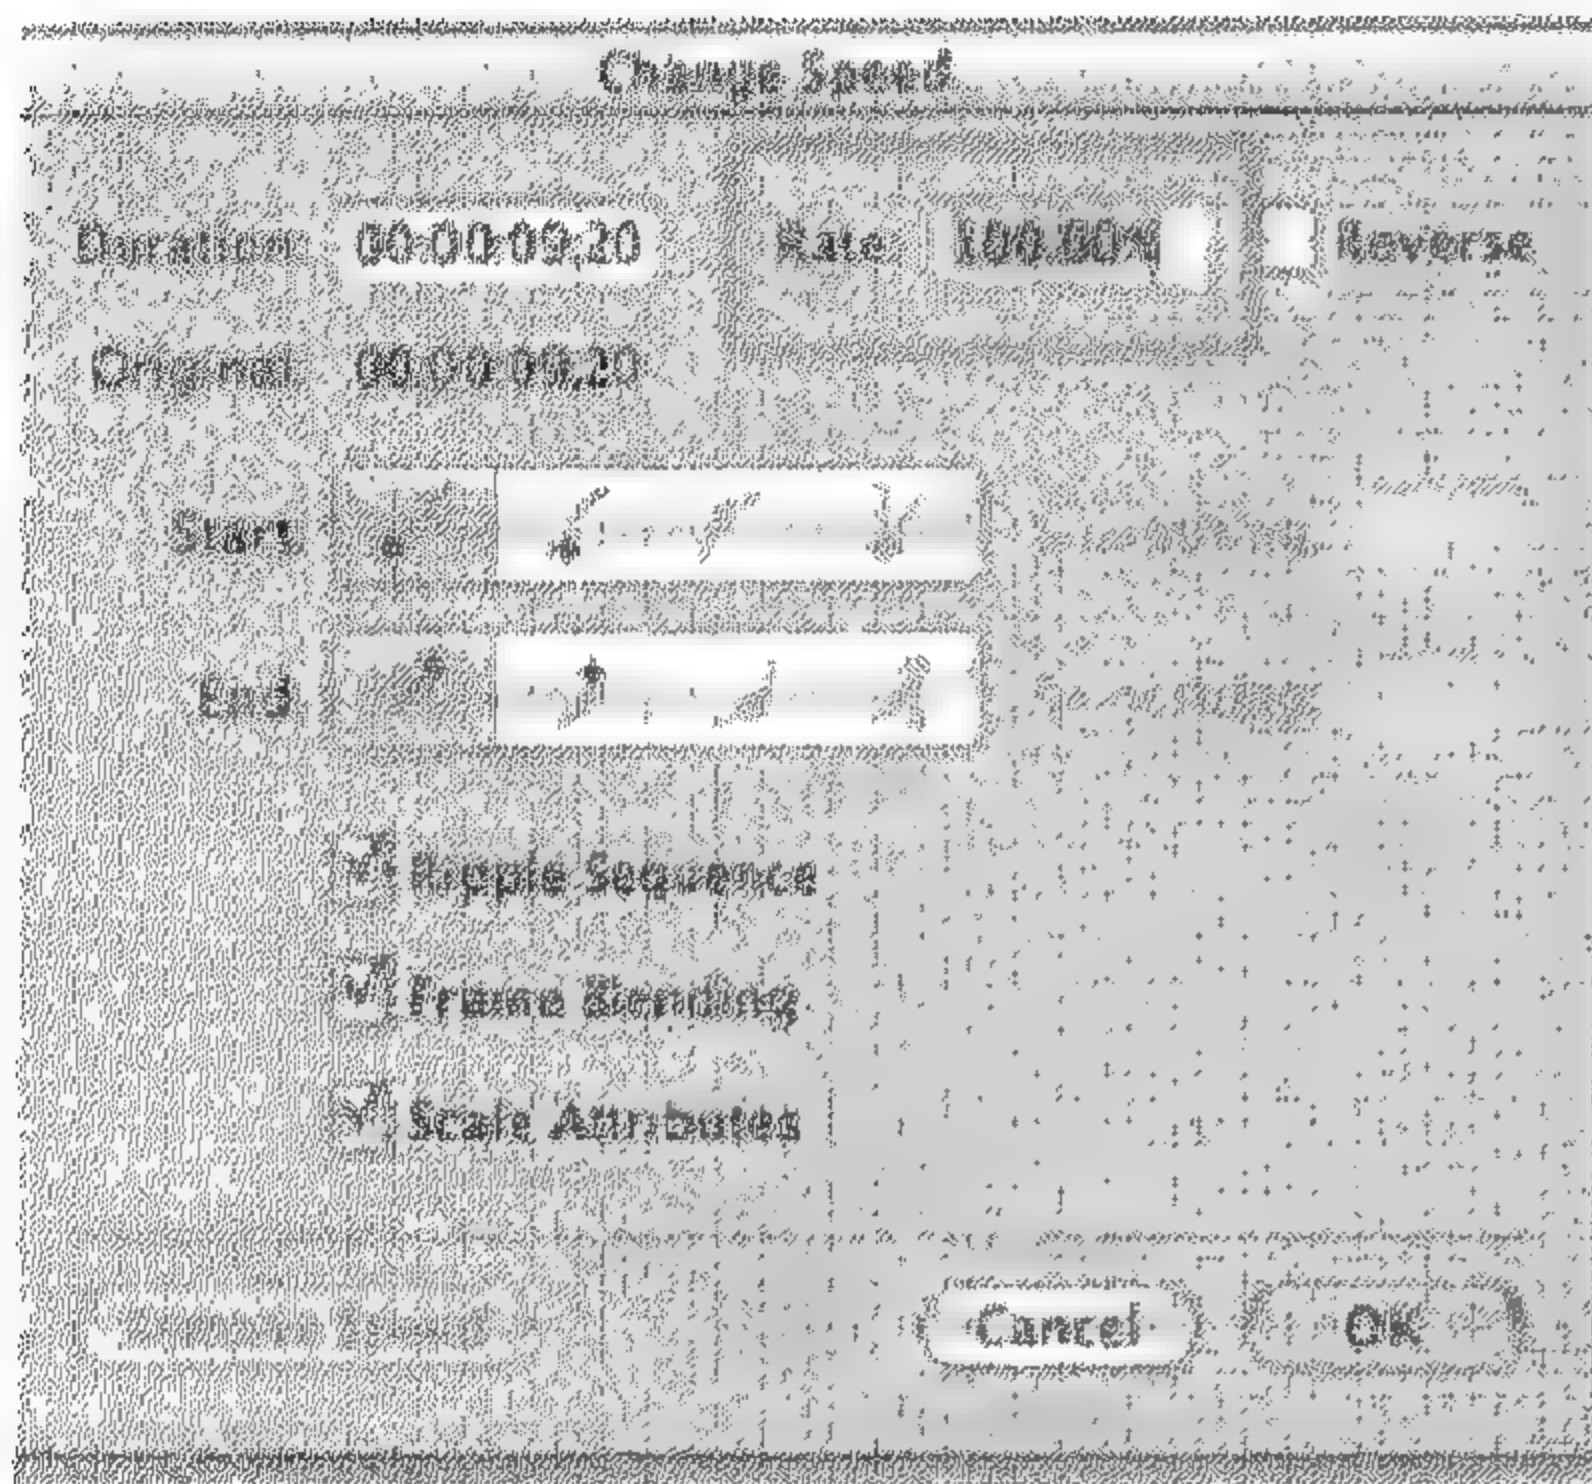 Change Speed
Duration 00:00:09;20 Rate 100.00% Reverse
Original 00:00:09;20
Start
End
Ripple Sequence
Frame Blending
Scale Attributes
Cancel OK